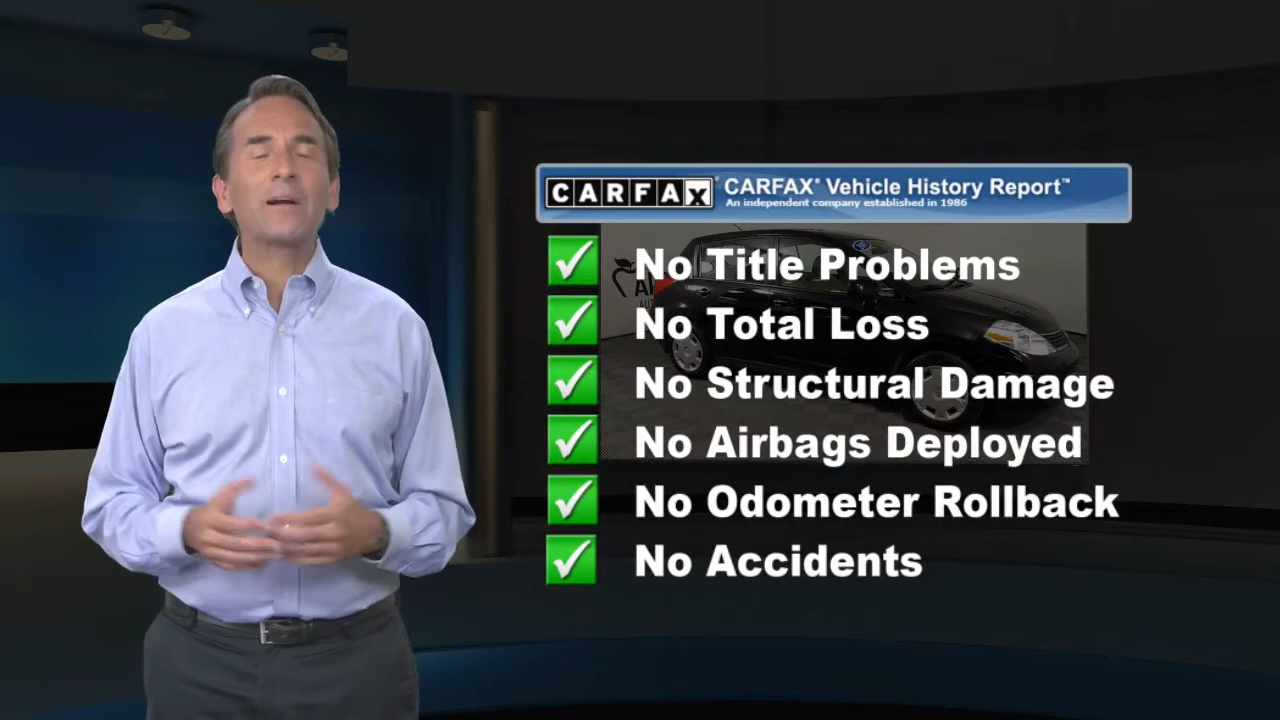 CARFAX
CARFAX® Vehicle History Report™
An independent company established in 1986
No Title Problems
No Total Loss
No Structural Damage
No Airbags Deployed
No Odometer Rollback
No Accidents